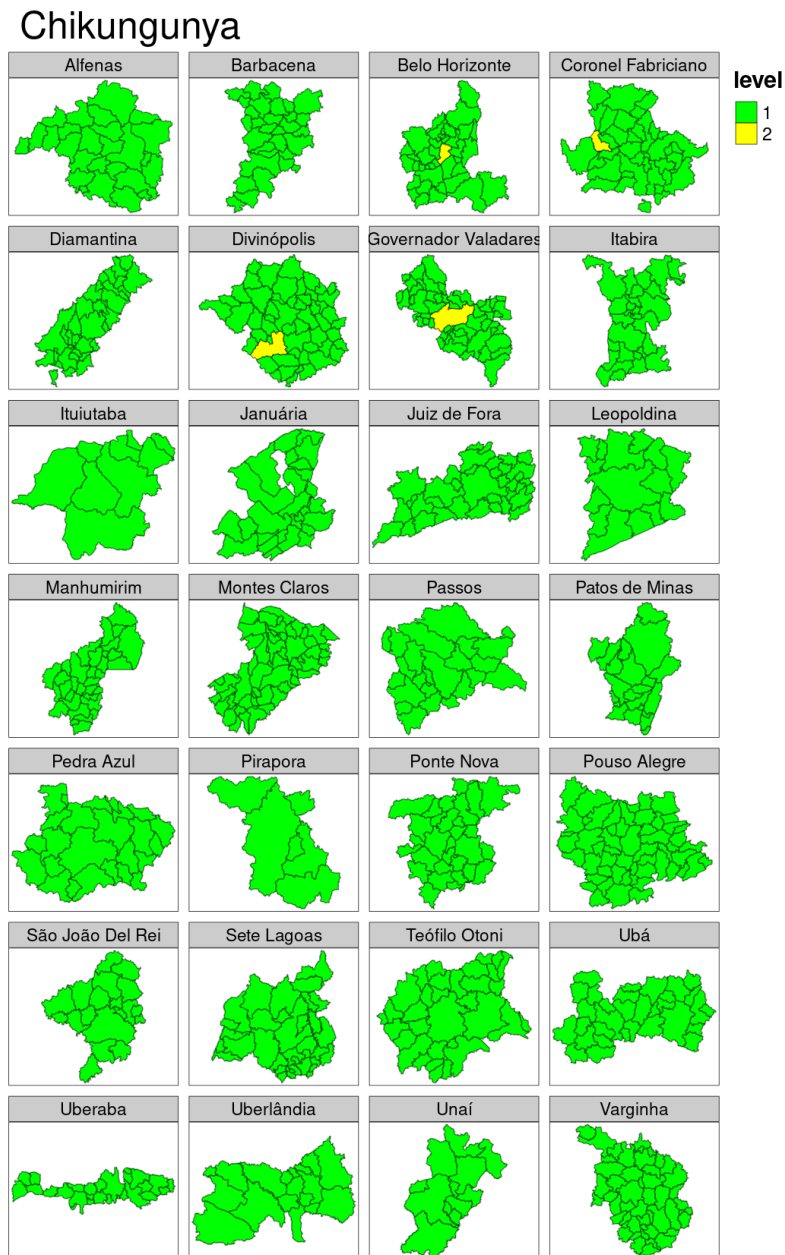 Chikungunya
Alfenas
Barbacena
Belo Horizonte
Coronel Fabriciano
level
1
2
Diamantina
Divinópolis
Governador Valadares
Itabira
Ituiutaba
Januária
Juiz de Fora
Leopoldina
Manhumirim
Montes Claros
Passos
Patos de Minas
Pedra Azul
Pirapora
Ponte Nova
Pouso Alegre
São João Del Rei
Sete Lagoas
Teófilo Otoni
Ubá
Uberaba
Uberlândia
Unaí
Varginha